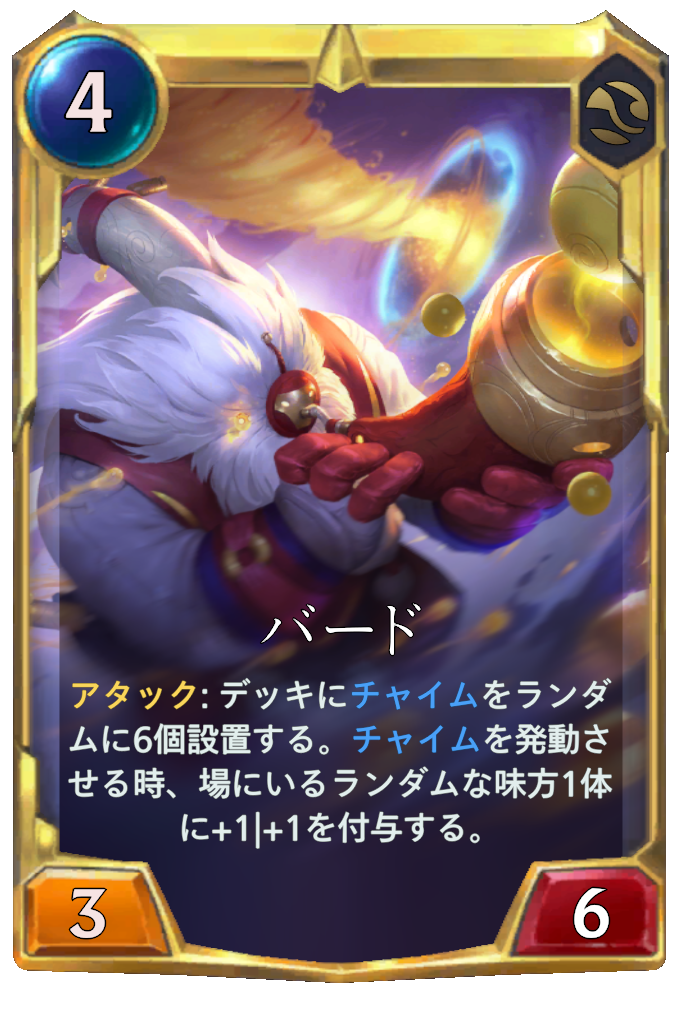 4
バード
アタック: デッキにチャイムをランダ
ムに6個設置する。チャイムを発動さ
せる時、場にいるランダムな味方1体
に+1|+1を付与する。
3
6